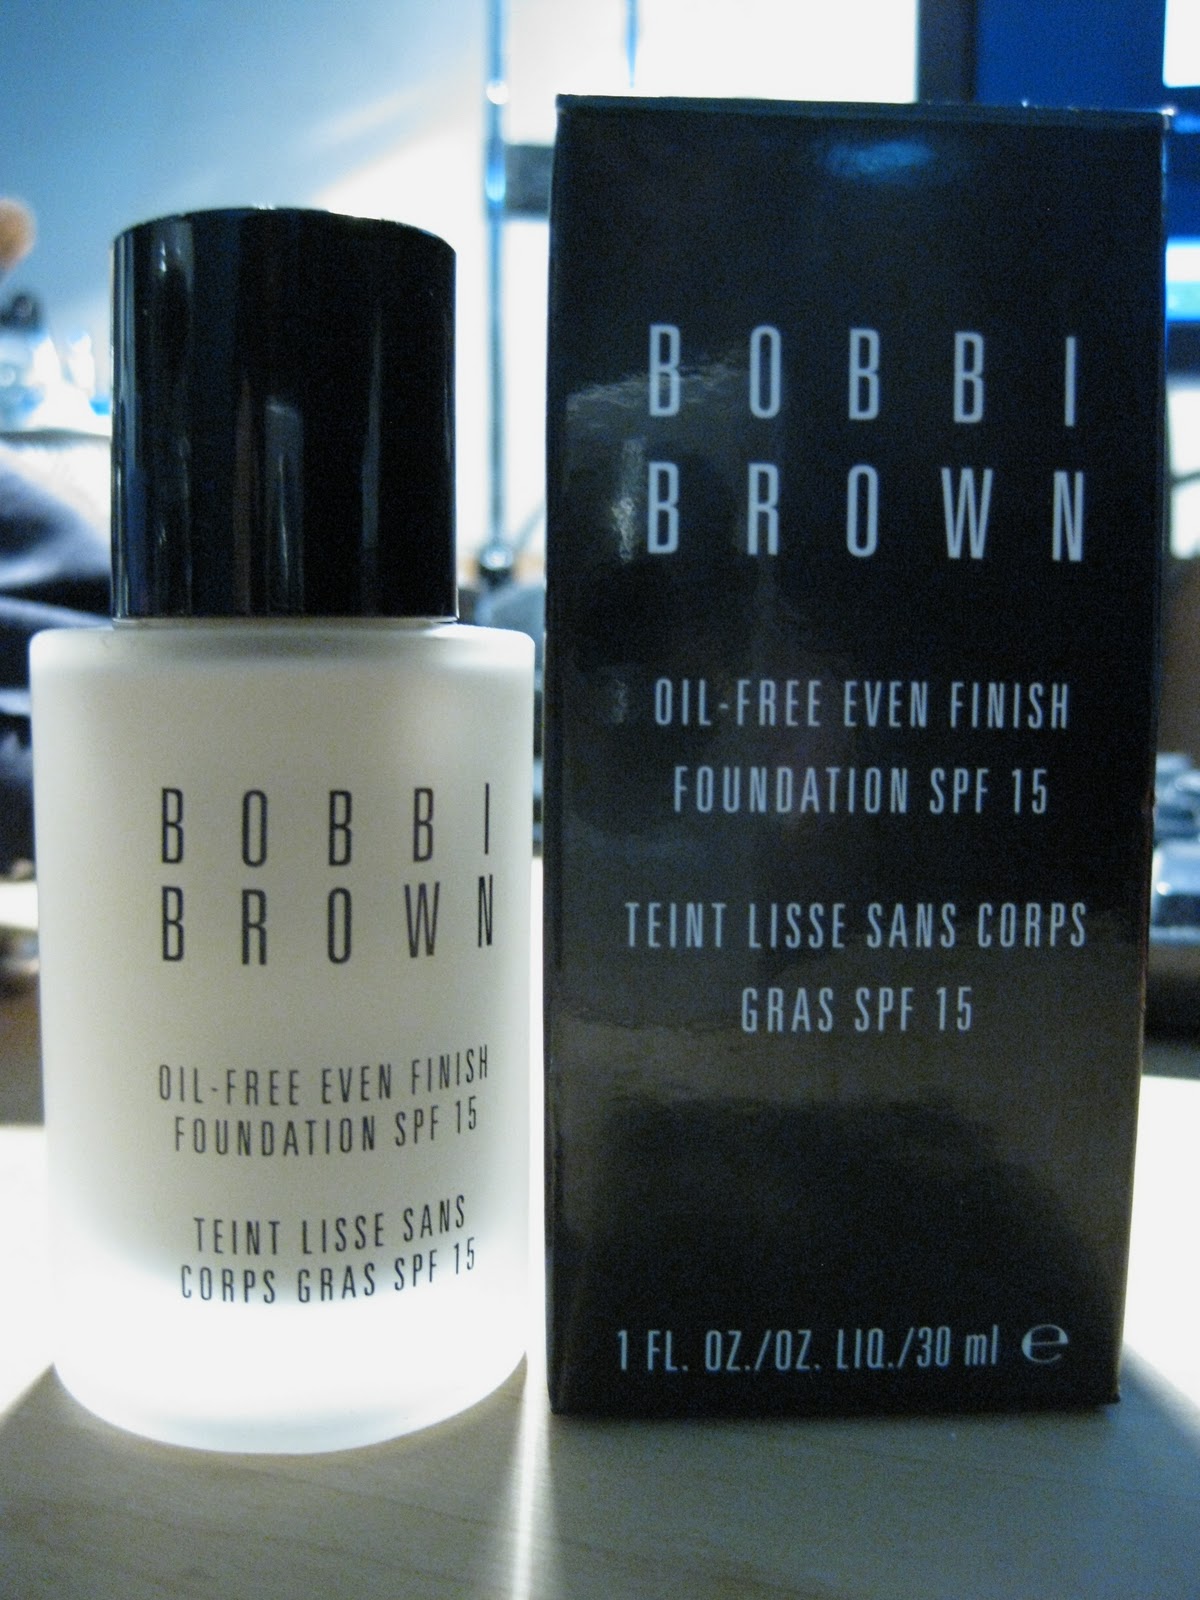 BOBBI
BROWN
OIL-FREE EVEN FINISH
FOUNDATION SPF 15
TEINT LISSE SANS
CORPS GRAS SPF 15
BOBBI
BROWN
OIL-FREE EVEN FINISH
FOUNDATION SPF 15
TEINT LISSE SANS CORPS
GRAS SPF 15
1 FL. OZ./OZ. LIQ./30 ml ℮